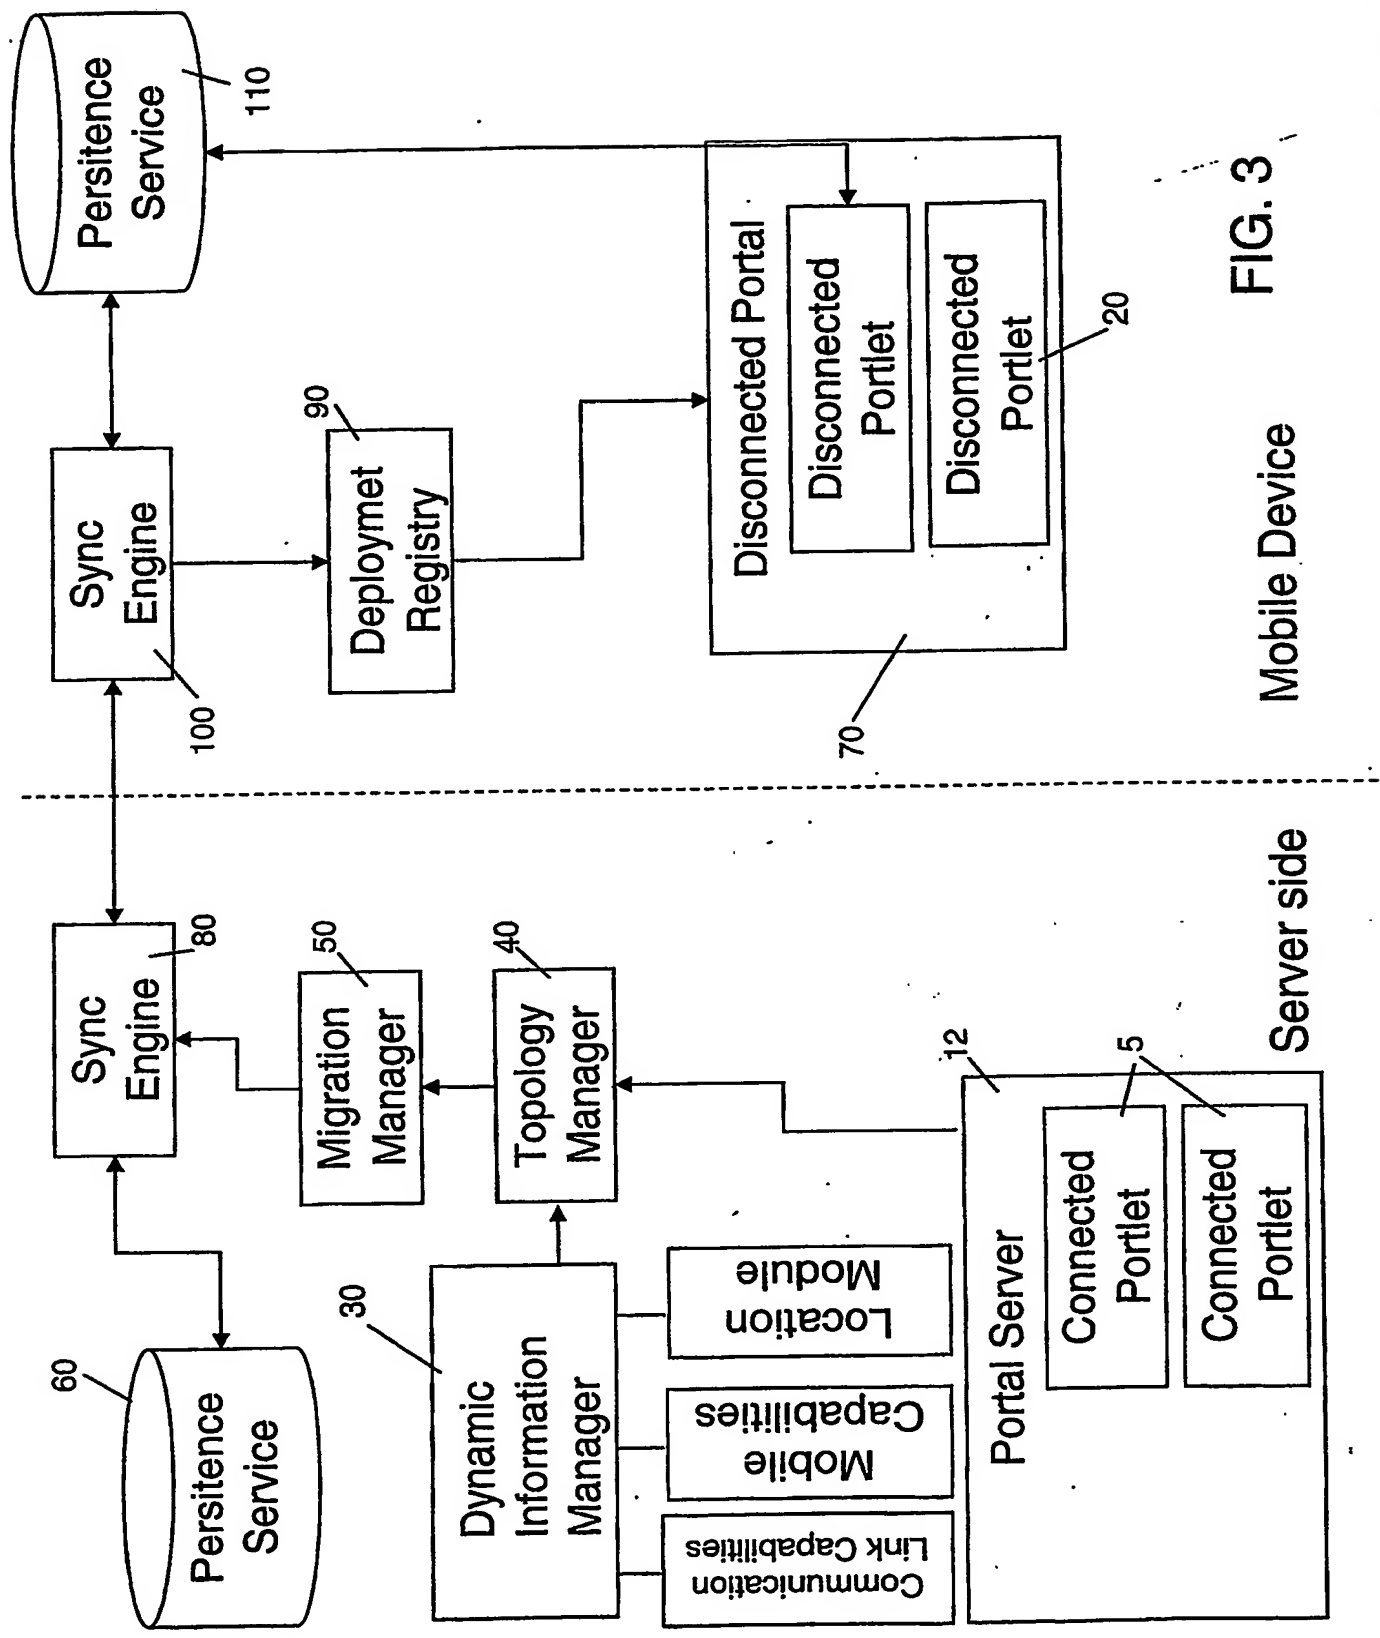 Persitence
Service
60
Sync
Engine
80
Migration
Manager
50
Topology
Manager
40
Dynamic
Information
Manager
30
Communication
Link Capabilities
Mobile
Capabilities
Location
Module
Portal Server
12
Connected
Portlet
5
Connected
Portlet
Server side
Sync
Engine
100
Persitence
Service
110
Deploymet
Registry
90
Disconnected Portal
70
Disconnected
Portlet
Disconnected
Portlet
20
Mobile Device
FIG. 3